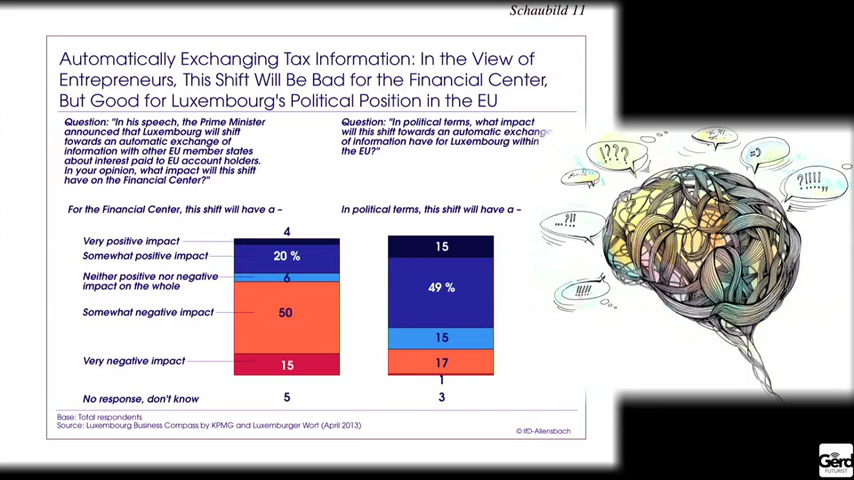 Schaubild 11
Automatically Exchanging Tax Information: In the View of
Entrepreneurs, This Shift Will Be Bad for the Financial Center,
But Good for Luxembourg's Political Position in the EU
Question: "In his speech, the Prime Minister
announced that Luxembourg will shift
towards an automatic exchange of
information with other EU member states
about interest paid to EU account holders.
In your opinion, what impact will this shift
have on the Financial Center?"
Question: "In political terms, what impact
will this shift towards an automatic exchange
of information have for Luxembourg within
the EU?"
For the Financial Center, this shift will have a –
In political terms, this shift will have a –
4
Very positive impact
15
Somewhat positive impact
20 %
49 %
Neither positive nor negative
impact on the whole
6
15
Somewhat negative impact
50
17
Very negative impact
15
1
No response, don't know
5
3
Base: Total respondents
Source: Luxembourg Business Compass by KPMG and Luxemburger Wort (April 2013)
© IfD-Allensbach
!???
...?!!
!!!!!
?!!!!,,
Gerd
FUTURIST